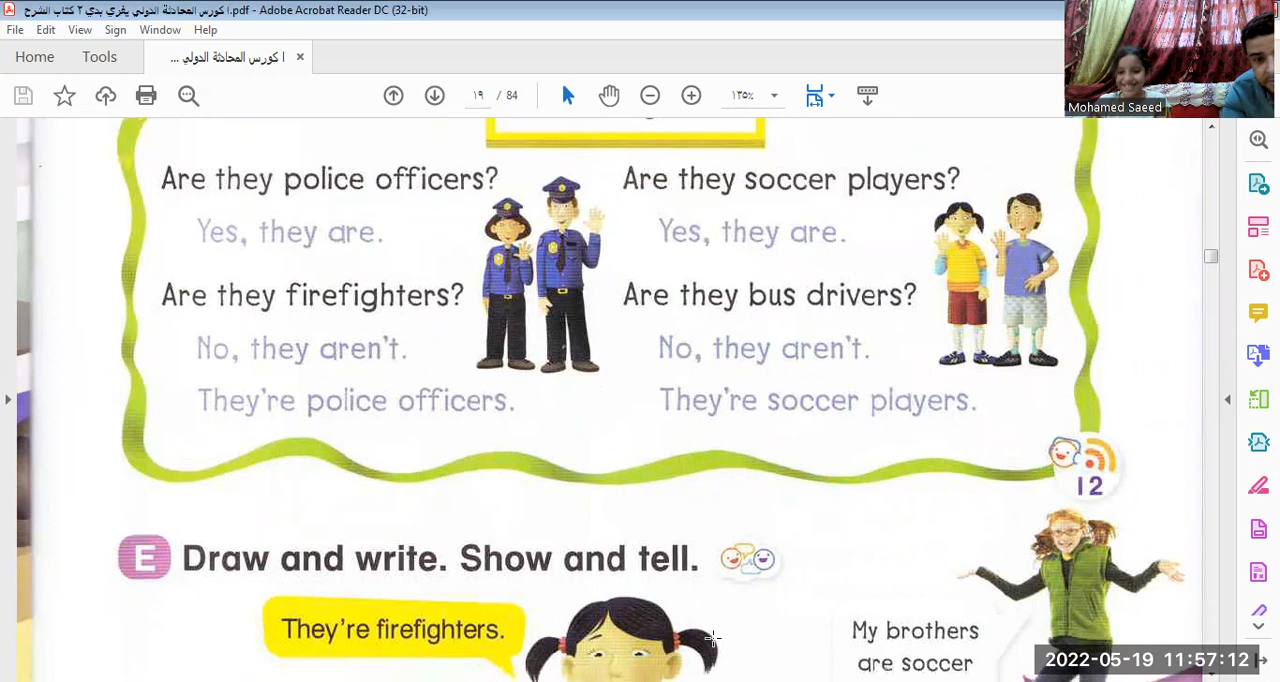 ا كورس المحادثة الدولي يفري بدي ٢ كتاب الشرح.pdf - Adobe Acrobat Reader DC (32-bit)
File Edit View Sign Window Help
Home Tools ا كورس المحادثة الدولي ... ×
١٩ / 84 ١٣٥%
Mohamed Saeed
Are they police officers?
Yes, they are.
Are they firefighters?
No, they aren't.
They're police officers.
Are they soccer players?
Yes, they are.
Are they bus drivers?
No, they aren't.
They're soccer players.
12
E Draw and write. Show and tell.
They're firefighters.
My brothers
are soccer
2022-05-19 11:57:12